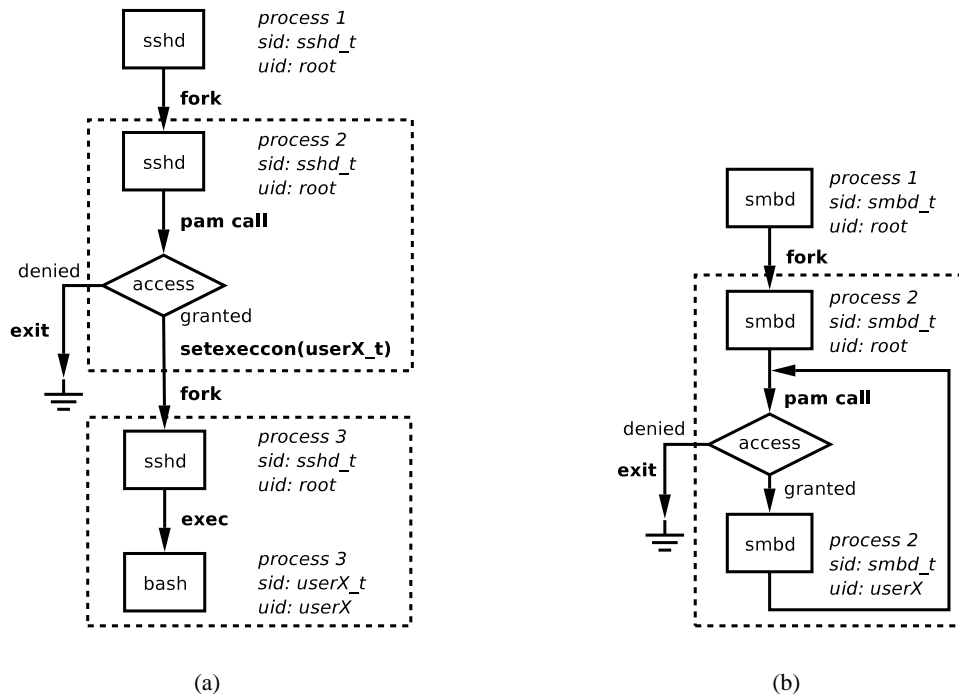 sshd
process 1
sid: sshd_t
uid: root
fork
sshd
process 2
sid: sshd_t
uid: root
pam call
denied
access
granted
exit
setexeccon(userX_t)
fork
sshd
process 3
sid: sshd_t
uid: root
exec
bash
process 3
sid: userX_t
uid: userX
(a)
smbd
process 1
sid: smbd_t
uid: root
fork
smbd
process 2
sid: smbd_t
uid: root
pam call
denied
access
exit
granted
smbd
process 2
sid: smbd_t
uid: userX
(b)